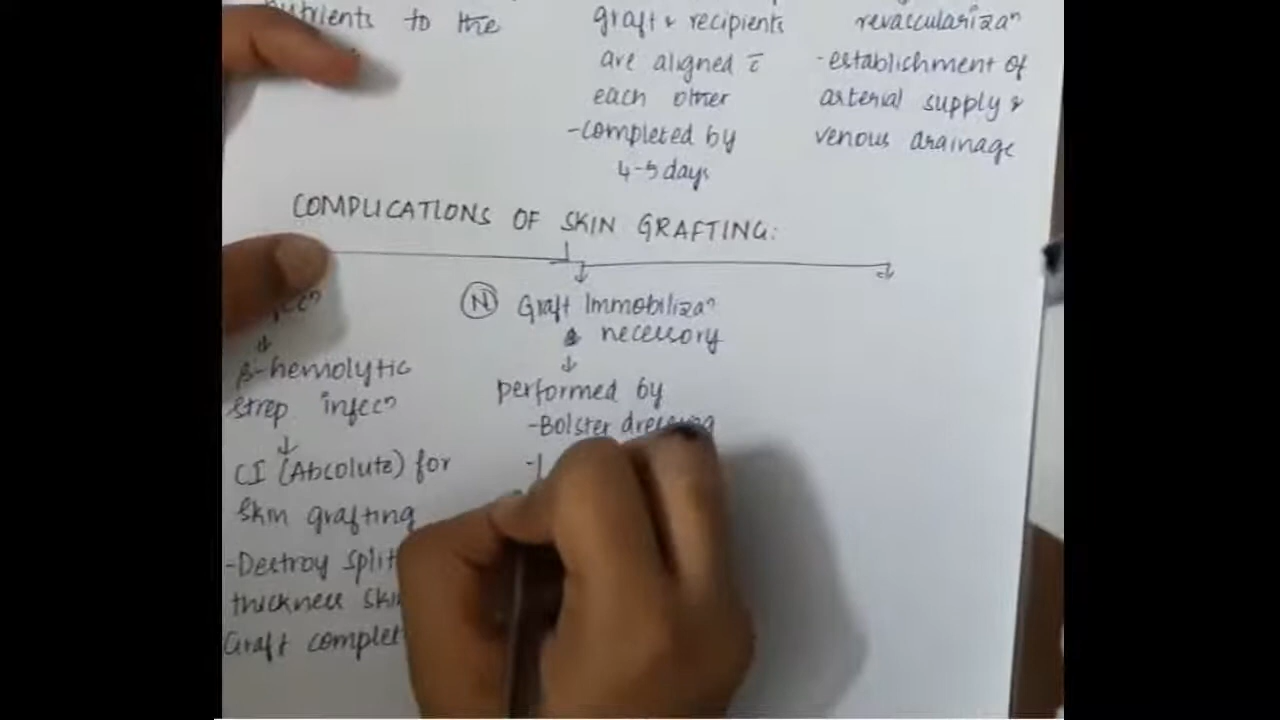 nutrients to the
graft & recipients
are aligned c̄
each other
-completed by
4-5 days
revascularizaⁿ
-establishment of
arterial supply &
venous drainage
COMPLICATIONS OF SKIN GRAFTING:
β-hemolytic
strep infecⁿ
CI (Absolute) for
skin grafting
-Destroy split
thickness
Graft
(N) Graft Immobilizaⁿ
necessary
performed by
-Bolster dressing